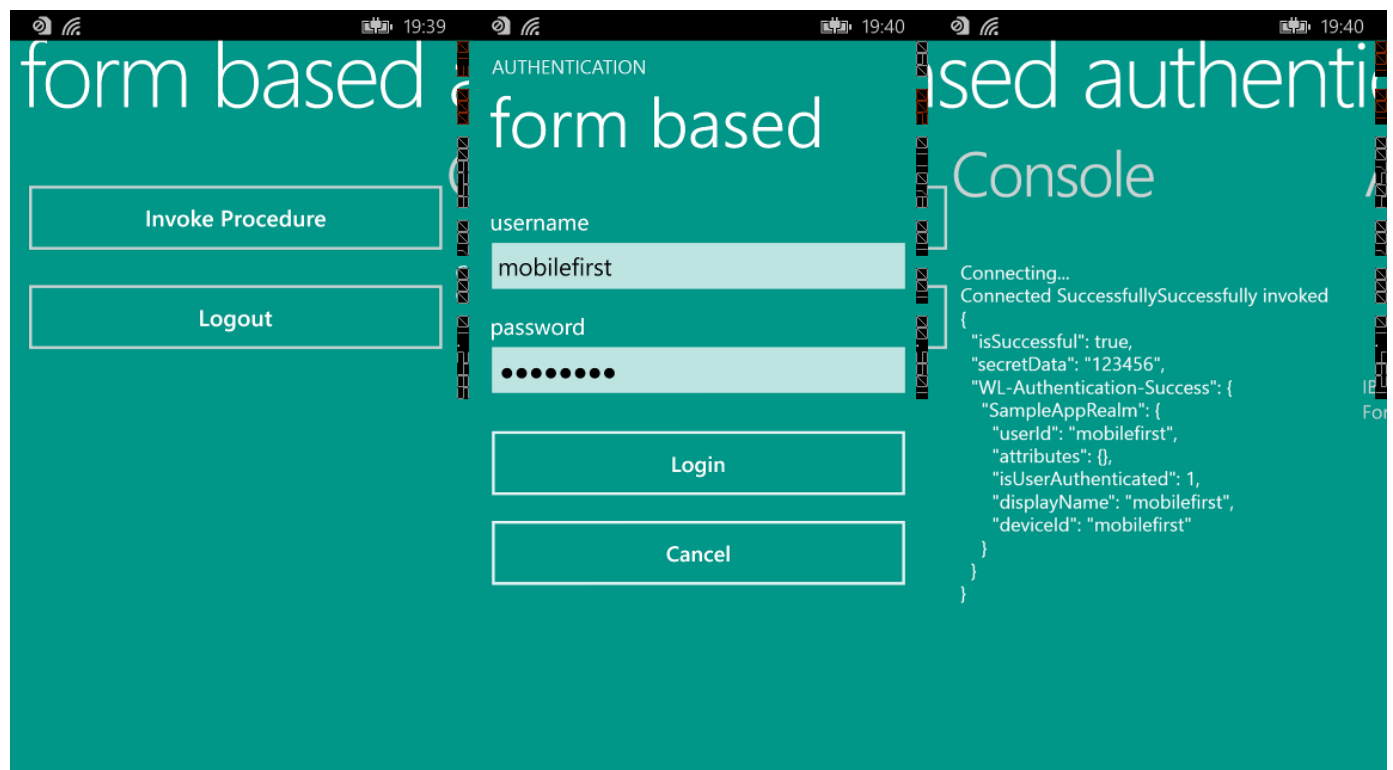 19:39
form based a
Invoke Procedure
Logout
19:40
AUTHENTICATION
form based
username
mobilefirst
password
●●●●●●●●
Login
Cancel
19:40
sed authenti
Console
Connecting...
Connected SuccessfullySuccessfully invoked
{
"isSuccessful": true,
"secretData": "123456",
"WL-Authentication-Success": {
"SampleAppRealm": {
"userId": "mobilefirst",
"attributes": {},
"isUserAuthenticated": 1,
"displayName": "mobilefirst",
"deviceId": "mobilefirst"
}
}
}
For